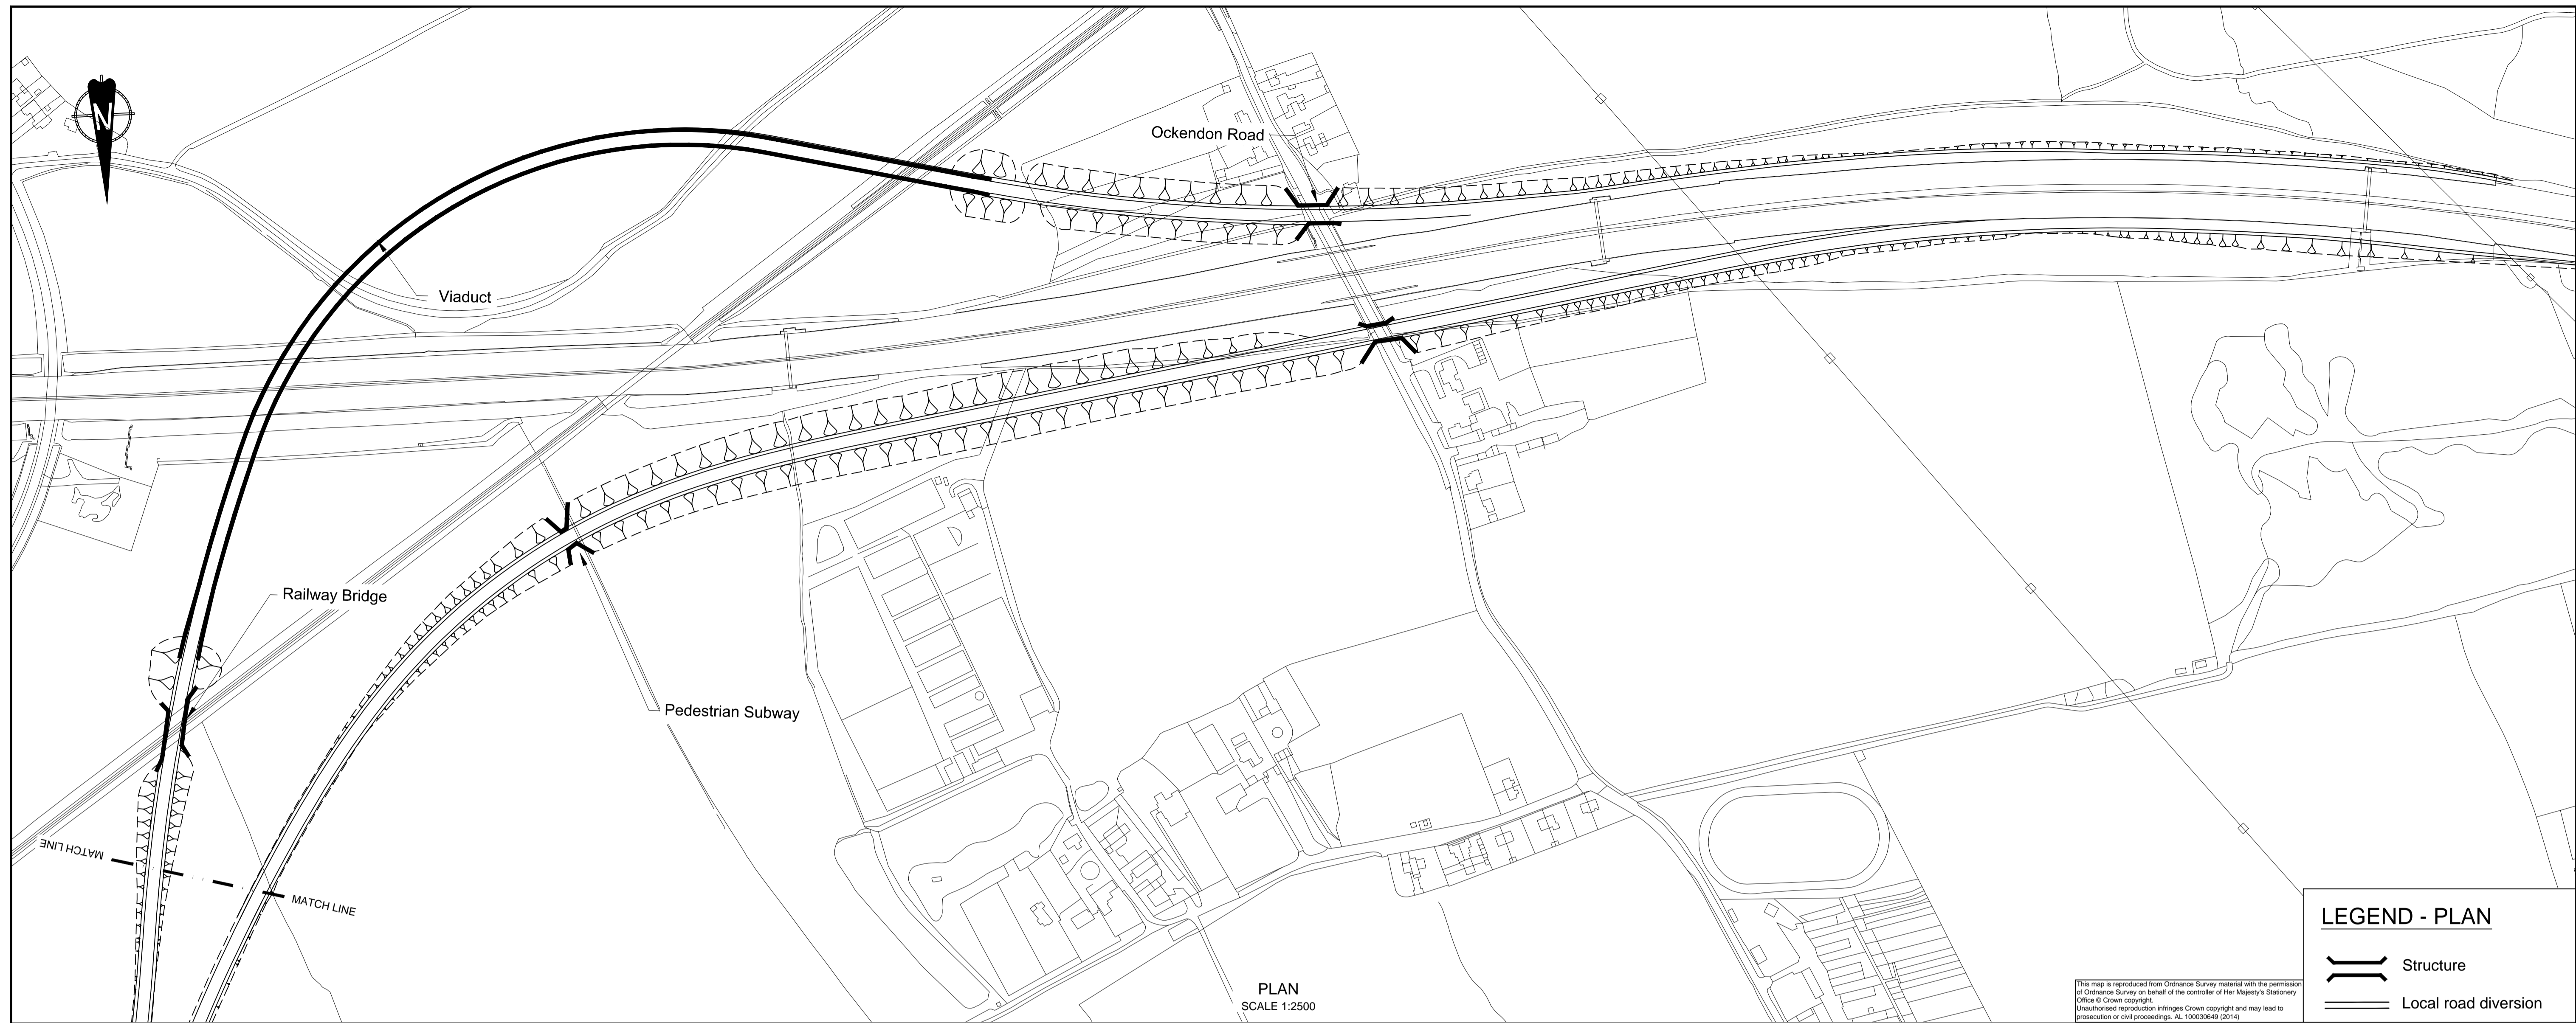 N
Ockendon Road
Viaduct
Railway Bridge
Pedestrian Subway
MATCH LINE
MATCH LINE
PLAN
SCALE 1:2500
LEGEND - PLAN
Structure
Local road diversion
This map is reproduced from Ordnance Survey material with the permission
of Ordnance Survey on behalf of the controller of Her Majesty's Stationery
Office © Crown copyright.
Unauthorised reproduction infringes Crown copyright and may lead to
prosecution or civil proceedings. AL 100030649 (2014)